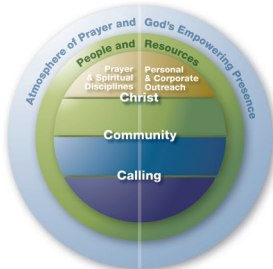 Atmosphere of Prayer and God's Empowering Presence
People and Resources
Prayer
& Spiritual
Disciplines
Personal
& Corporate
Outreach
Christ
Community
Calling